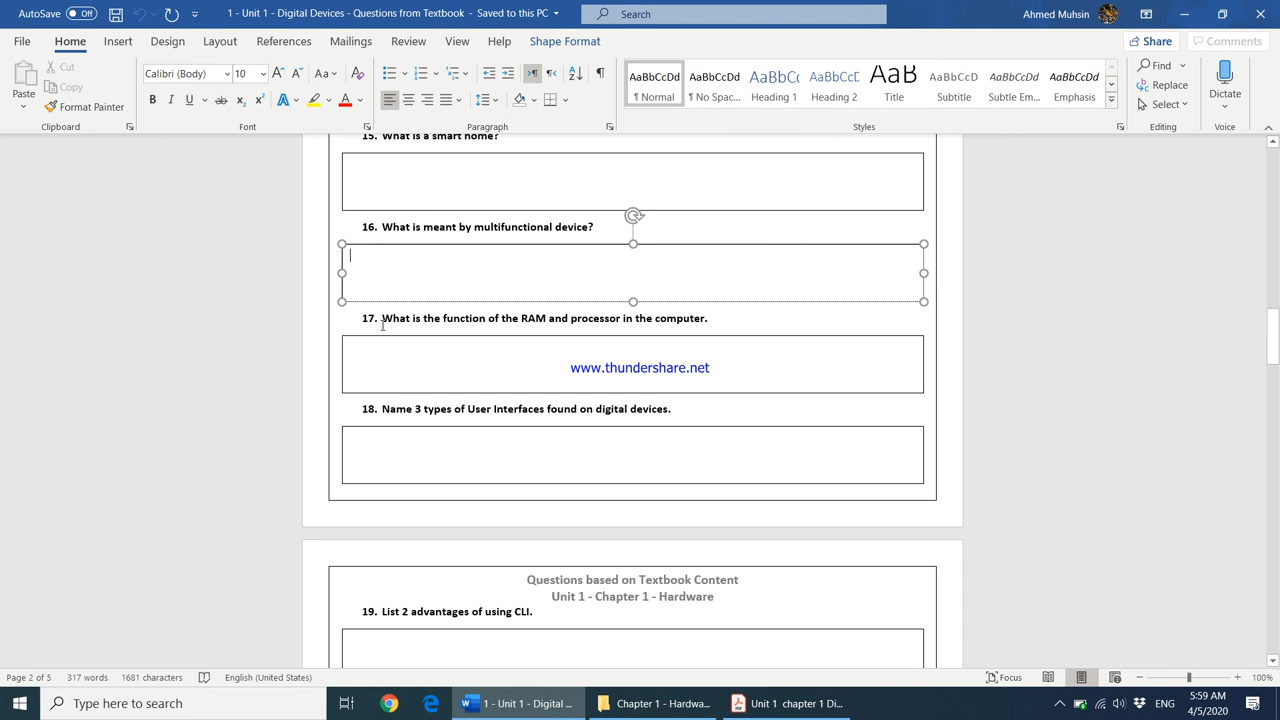 AutoSave Off 1 - Unit 1 - Digital Devices - Questions from Textbook - Saved to this PC Search Ahmed Muhsin
File Home Insert Design Layout References Mailings Review View Help Shape Format Share Comments
Paste Cut Copy Format Painter
Calibri (Body) 10
AaBbCcDd AaBbCcDd AaBbCc AaBbCcE AaB AaBbCcDd AaBbCcDd AaBbCcDd
¶ Normal ¶ No Spac... Heading 1 Heading 2 Title Subtitle Subtle Em... Emphasis
Find Replace Select Dictate
Clipboard Font Paragraph Styles Editing Voice
15. What is a smart home?
16. What is meant by multifunctional device?
17. What is the function of the RAM and processor in the computer.
www.thundershare.net
18. Name 3 types of User Interfaces found on digital devices.
Questions based on Textbook Content
Unit 1 - Chapter 1 - Hardware
19. List 2 advantages of using CLI.
Page 2 of 5 317 words 1681 characters English (United States) Focus 100%
Type here to search 1 - Unit 1 - Digital ... Chapter 1 - Hardwa... Unit 1 chapter 1 Di... ENG 5:59 AM
4/5/2020